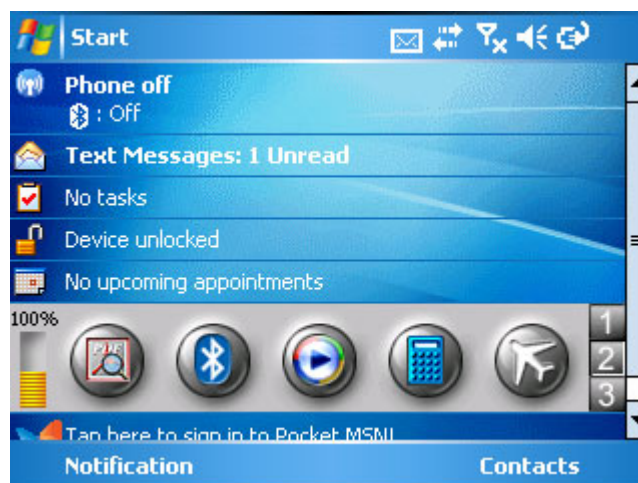 Start
Phone off
: Off
Text Messages: 1 Unread
No tasks
Device unlocked
No upcoming appointments
100%
PDF
1
2
3
Tap here to sign in to Pocket MSN!
Notification
Contacts